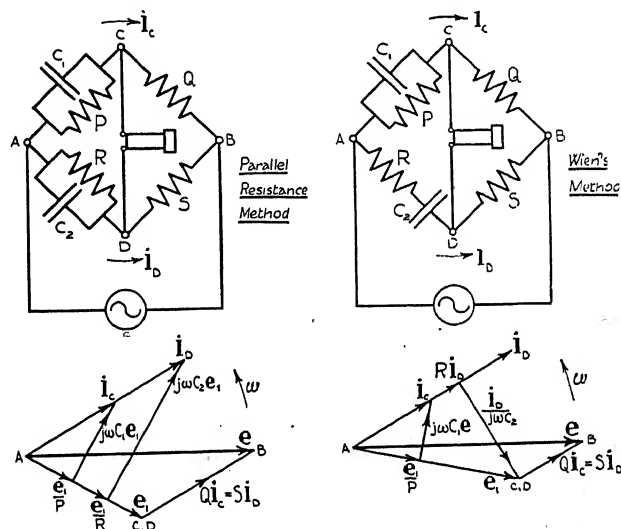 i_C
C
C₁
Q
P
A
B
R
S
C₂
D
i_D
Parallel
Resistance
Method
i_C
C
C₁
Q
P
A
B
R
S
C₂
D
i_D
Wien's
Method
i_D
i_C
jωC₂e₁
ω
jωC₁e₁
e
A
B
e₁/P
e₁/R
e₁
C,D
Qi_C=Si_D
i_D
Ri_D
i_C
i_D/jωC₂
ω
jωC₁e
e
A
B
e₁/P
e₁
C,D
Qi_C=Si_D